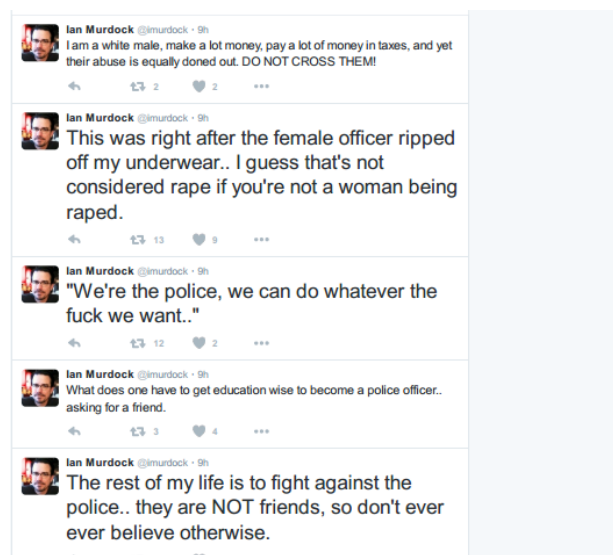 Ian Murdock @imurdock · 9h
I am a white male, make a lot money, pay a lot of money in taxes, and yet
their abuse is equally doned out. DO NOT CROSS THEM!
2 2
Ian Murdock @imurdock · 9h
This was right after the female officer ripped
off my underwear.. I guess that's not
considered rape if you're not a woman being
raped.
13 9
Ian Murdock @imurdock · 9h
"We're the police, we can do whatever the
fuck we want.."
12 2
Ian Murdock @imurdock · 9h
What does one have to get education wise to become a police officer..
asking for a friend.
3 4
Ian Murdock @imurdock · 9h
The rest of my life is to fight against the
police.. they are NOT friends, so don't ever
ever believe otherwise.